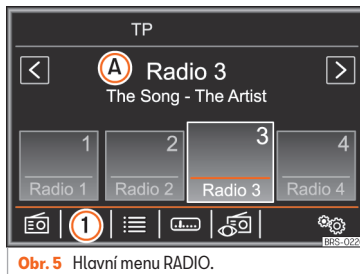 TP
A
Radio 3
The Song - The Artist
1 2 3 4
Radio 1 Radio 2 Radio 3 Radio 4
1
BRS-0220
Obr. 5 Hlavní menu RADIO.